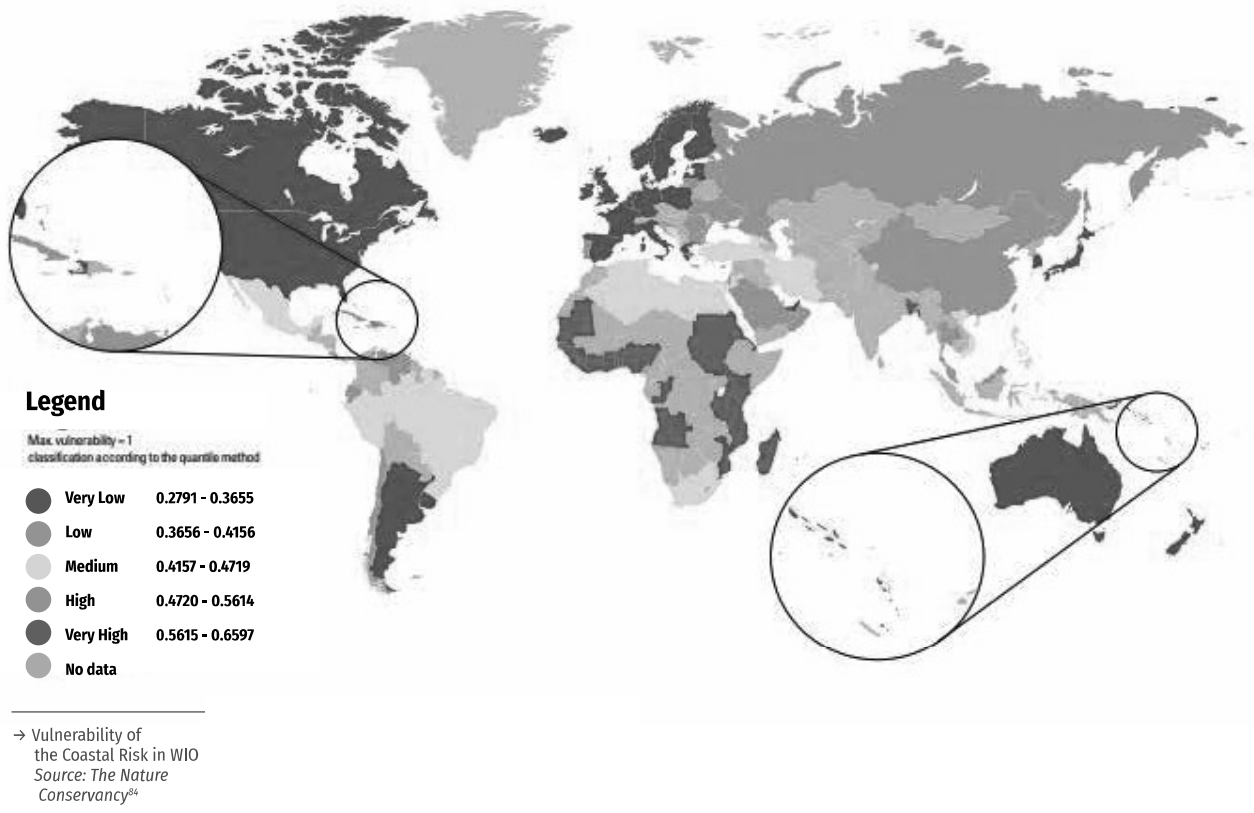 Legend
Max. vulnerability = 1
classification according to the quantile method
Very Low 0.2791 - 0.3655
Low 0.3656 - 0.4156
Medium 0.4157 - 0.4719
High 0.4720 - 0.5614
Very High 0.5615 - 0.6597
No data
→ Vulnerability of
the Coastal Risk in WIO
Source: The Nature
Conservancy⁸⁴